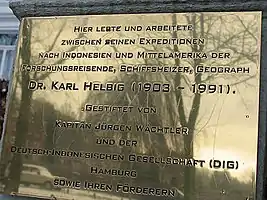 Hier lebte und arbeitete
zwischen seinen Expeditionen
nach Indonesien und Mittelamerika der
Forschungsreisende, Schiffsheizer, Geograph
Dr. Karl Helbig (1903 - 1991).
Gestiftet von
Kapitän Jürgen Wächtler
und der
Deutsch-Indonesischen Gesellschaft (DIG)
Hamburg
sowie ihren Förderern